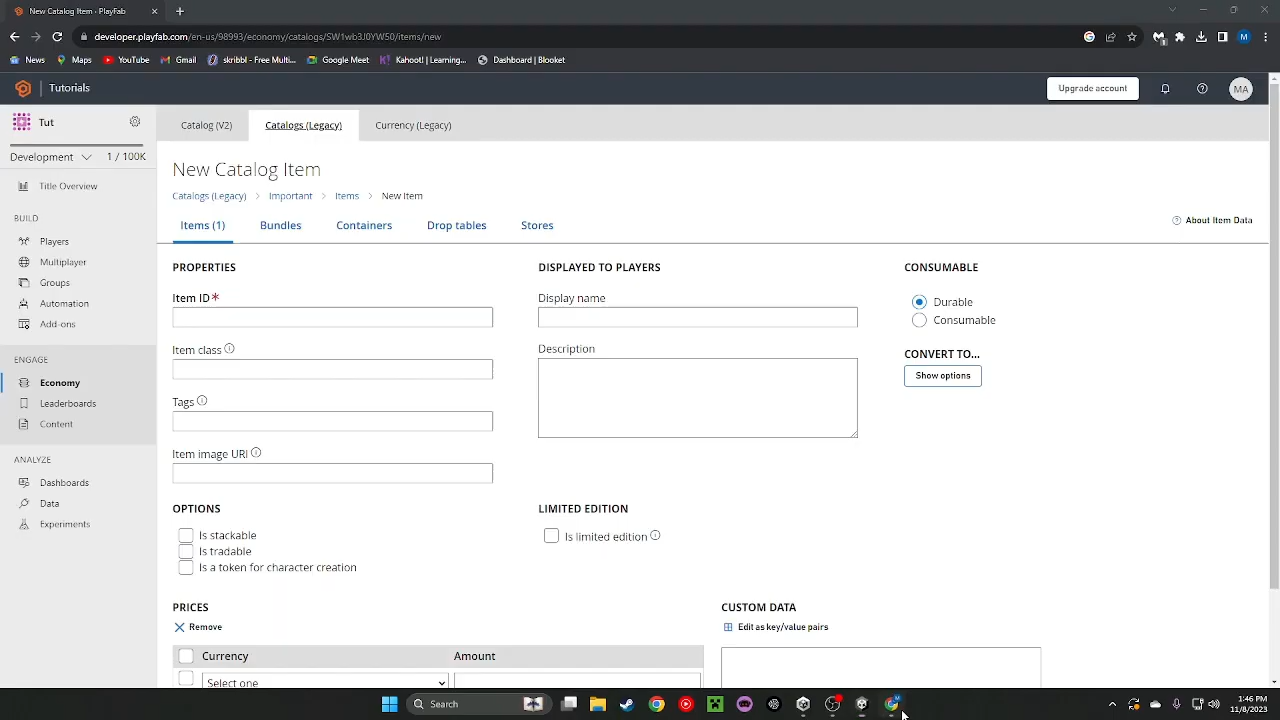 New Catalog Item - PlayFab
developer.playfab.com/en-us/98993/economy/catalogs/SW1wb3J0YW50/items/new
News Maps YouTube Gmail skribbl - Free Multi... Google Meet Kahoot! | Learning... Dashboard | Blooket
Tutorials
Upgrade account
MA
Tut
Development 1 / 100K
Title Overview
BUILD
Players
Multiplayer
Groups
Automation
Add-ons
ENGAGE
Economy
Leaderboards
Content
ANALYZE
Dashboards
Data
Experiments
Catalog (V2) Catalogs (Legacy) Currency (Legacy)
New Catalog Item
Catalogs (Legacy) > Important > Items > New Item
Items (1) Bundles Containers Drop tables Stores
About Item Data
PROPERTIES
Item ID*
Item class
Tags
Item image URI
DISPLAYED TO PLAYERS
Display name
Description
CONSUMABLE
Durable
Consumable
CONVERT TO...
Show options
OPTIONS
Is stackable
Is tradable
Is a token for character creation
LIMITED EDITION
Is limited edition
PRICES
Remove
Currency Amount
Select one
CUSTOM DATA
Edit as key/value pairs
Search
1:46 PM
11/8/2023